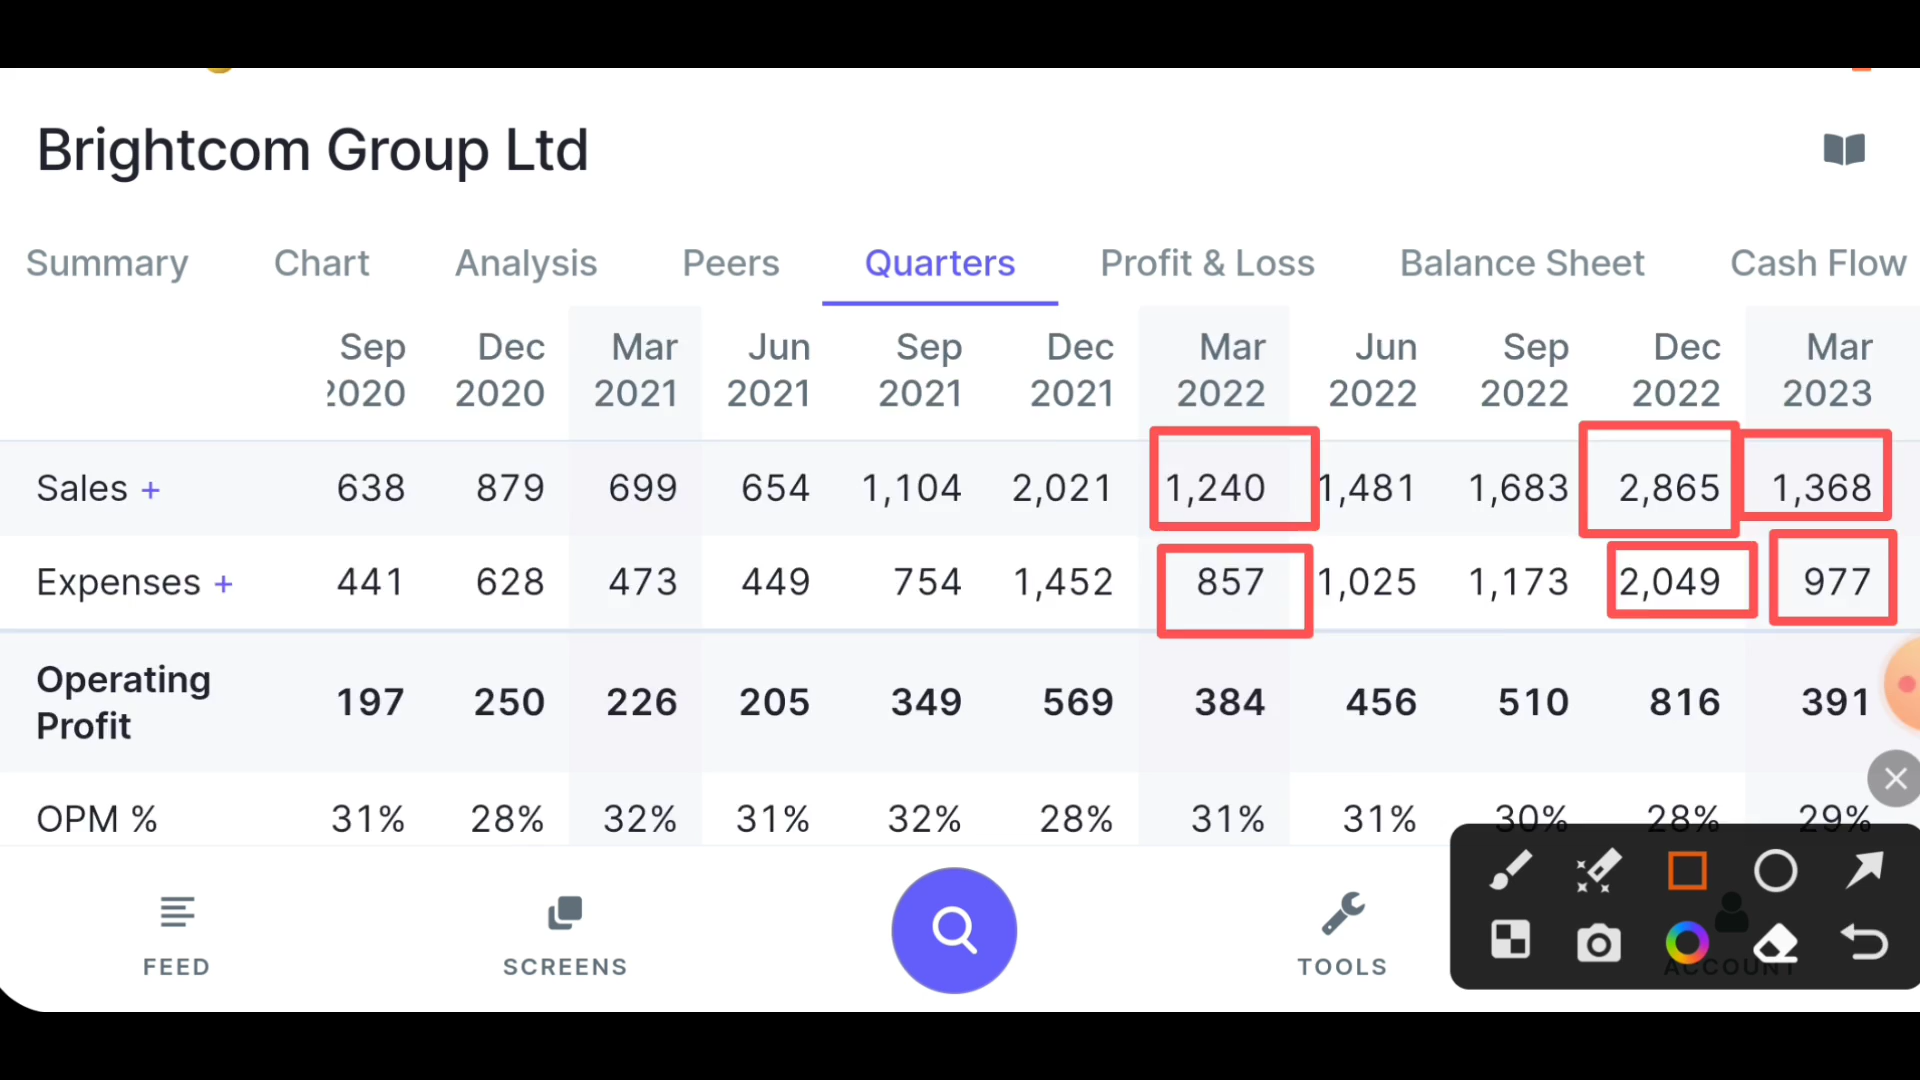 Brightcom Group Ltd
Summary Chart Analysis Peers Quarters Profit & Loss Balance Sheet Cash Flow
Sep 2020 Dec 2020 Mar 2021 Jun 2021 Sep 2021 Dec 2021 Mar 2022 Jun 2022 Sep 2022 Dec 2022 Mar 2023
Sales + 638 879 699 654 1,104 2,021 1,240 1,481 1,683 2,865 1,368
Expenses + 441 628 473 449 754 1,452 857 1,025 1,173 2,049 977
Operating Profit 197 250 226 205 349 569 384 456 510 816 391
OPM % 31% 28% 32% 31% 32% 28% 31% 31% 30% 28% 29%
FEED SCREENS TOOLS ACCOUNT